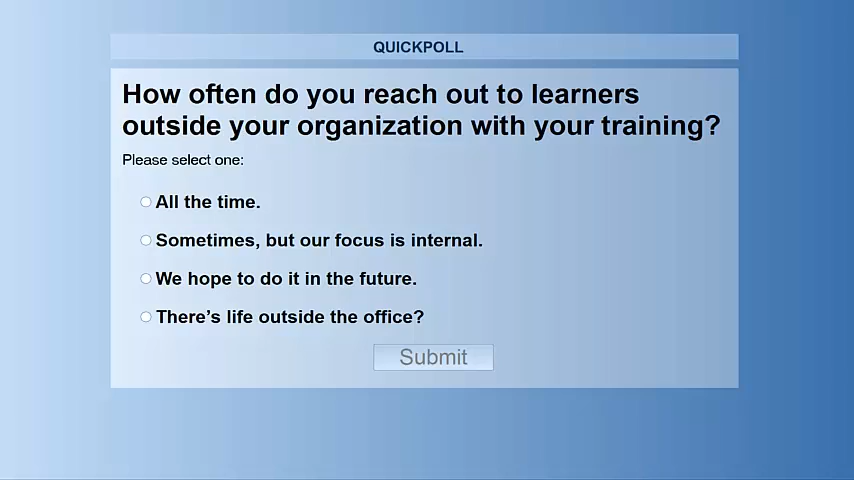 QUICKPOLL
How often do you reach out to learners
outside your organization with your training?
Please select one:
All the time.
Sometimes, but our focus is internal.
We hope to do it in the future.
There’s life outside the office?
Submit